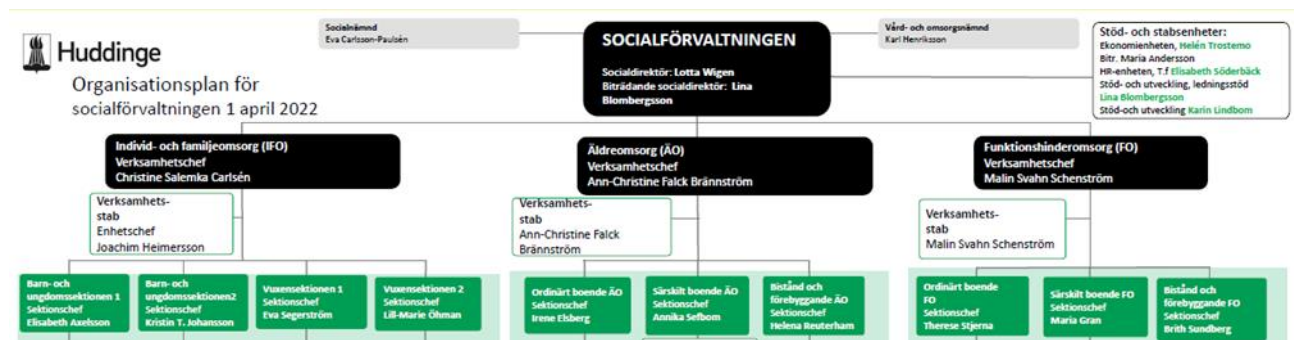 Huddinge
Organisationsplan för
socialförvaltningen 1 april 2022
Socialnämnd
Eva Carlsson-Paulsén
SOCIALFÖRVALTNINGEN
Socialdirektör: Lotta Wigen
Biträdande socialdirektör: Lina
Blombergsson
Vård- och omsorgsnämnd
Karl Henriksson
Stöd- och stabsenheter:
Ekonomienheten, Helén Trostemo
Bitr. Maria Andersson
HR-enheten, T.f Elisabeth Söderbäck
Stöd- och utveckling, ledningsstöd
Lina Blombergsson
Stöd-och utveckling Karin Lindbom
Individ- och familjeomsorg (IFO)
Verksamhetschef
Christine Salemka Carlsén
Äldreomsorg (ÄO)
Verksamhetschef
Ann-Christine Falck Brännström
Funktionshinderomsorg (FO)
Verksamhetschef
Malin Svahn Schenström
Verksamhets-
stab
Enhetschef
Joachim Heimersson
Verksamhets-
stab
Ann-Christine Falck
Brännström
Verksamhets-
stab
Malin Svahn Schenström
Barn- och
ungdomssektionen 1
Sektionschef
Elisabeth Axelsson
Barn- och
ungdomssektionen2
Sektionschef
Kristin T. Johansson
Vuxensektionen 1
Sektionschef
Eva Segerström
Vuxensektionen 2
Sektionschef
Lill-Marie Öhman
Ordinärt boende ÄO
Sektionschef
Irene Elsberg
Särskilt boende ÄO
Sektionschef
Annika Sefbom
Bistånd och
förebyggande ÄO
Sektionschef
Helena Reuterham
Ordinärt boende
FO
Sektionschef
Therese Stjerna
Särskilt boende FO
Sektionschef
Maria Gran
Bistånd och
förebyggande FO
Sektionschef
Brith Sundberg